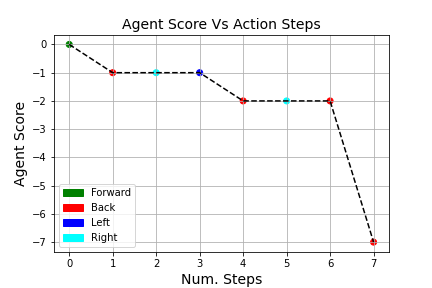 Agent Score Vs Action Steps
0
−1
−2
−3
−4
−5
−6
−7
Agent Score
Forward
Back
Left
Right
0 1 2 3 4 5 6 7
Num. Steps